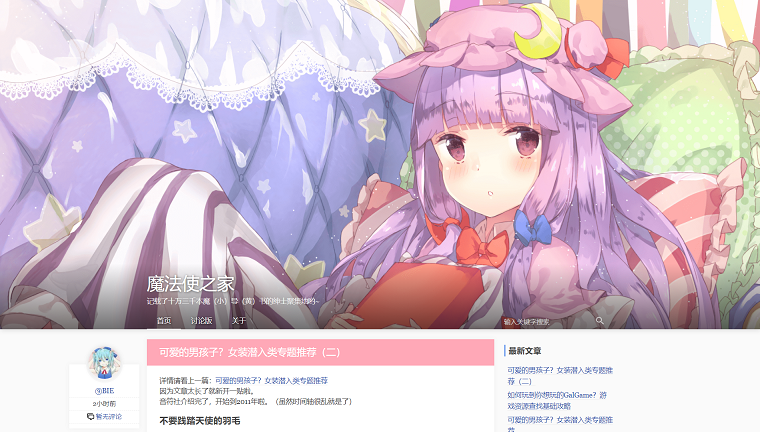 魔法使之家
记载了十万三千本魔（小）导（黄）书的绅士聚集地哟~
首页 讨论版 关于
输入关键字搜索
可爱的男孩子？女装潜入类专题推荐（二）
详情请看上一篇：可爱的男孩子？女装潜入类专题推荐
因为文章太长了就新开一贴啦。
音符社介绍完了，开始到2011年啦。（虽然时间轴很乱就是了）
不要践踏天使的羽毛
@BIE
2小时前
暂无评论
最新文章
可爱的男孩子？女装潜入类专题推
荐（二）
如何玩到你想玩的GalGame？游
戏资源查找基础攻略
可爱的男孩子？女装潜入类专题推
荐